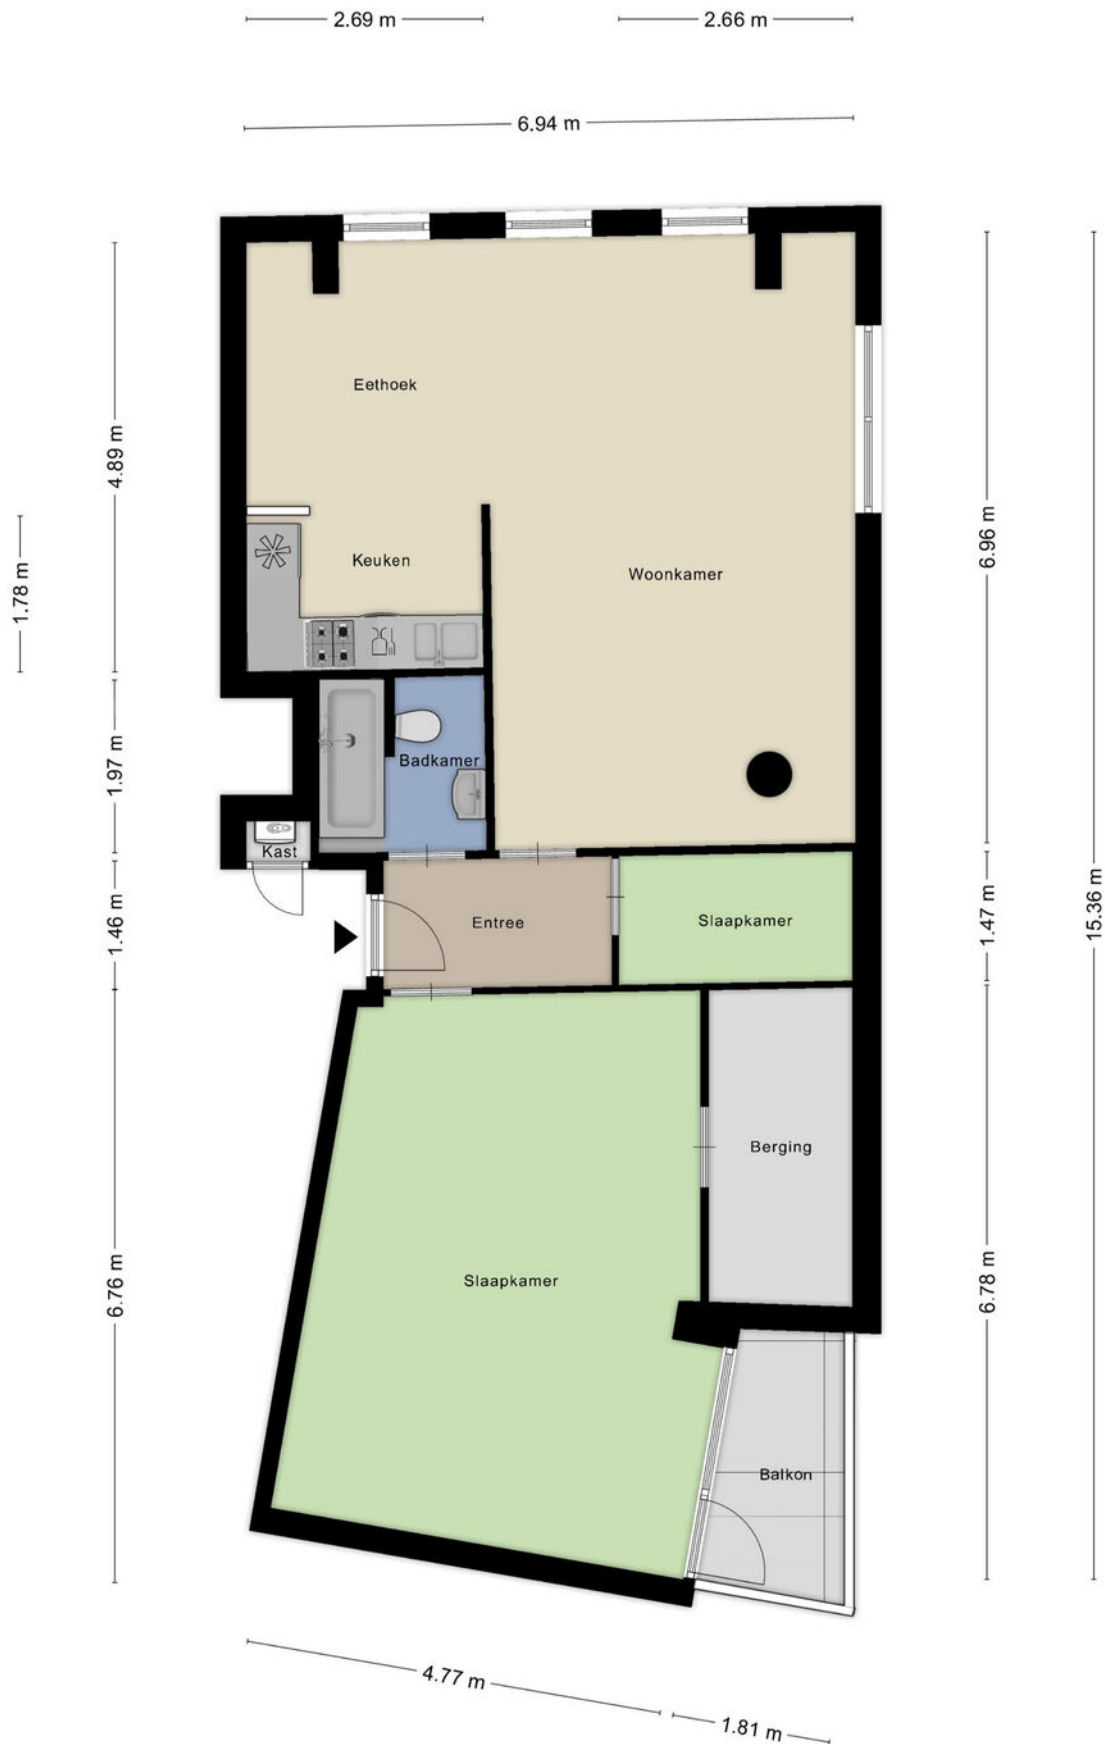 2.69 m
2.66 m
6.94 m
Eethoek
4.89 m
6.96 m
Keuken
Woonkamer
1.78 m
Badkamer
1.97 m
Kast
Entree
Slaapkamer
1.46 m
1.47 m
15.36 m
Berging
Slaapkamer
6.76 m
6.78 m
Balkon
4.77 m
1.81 m